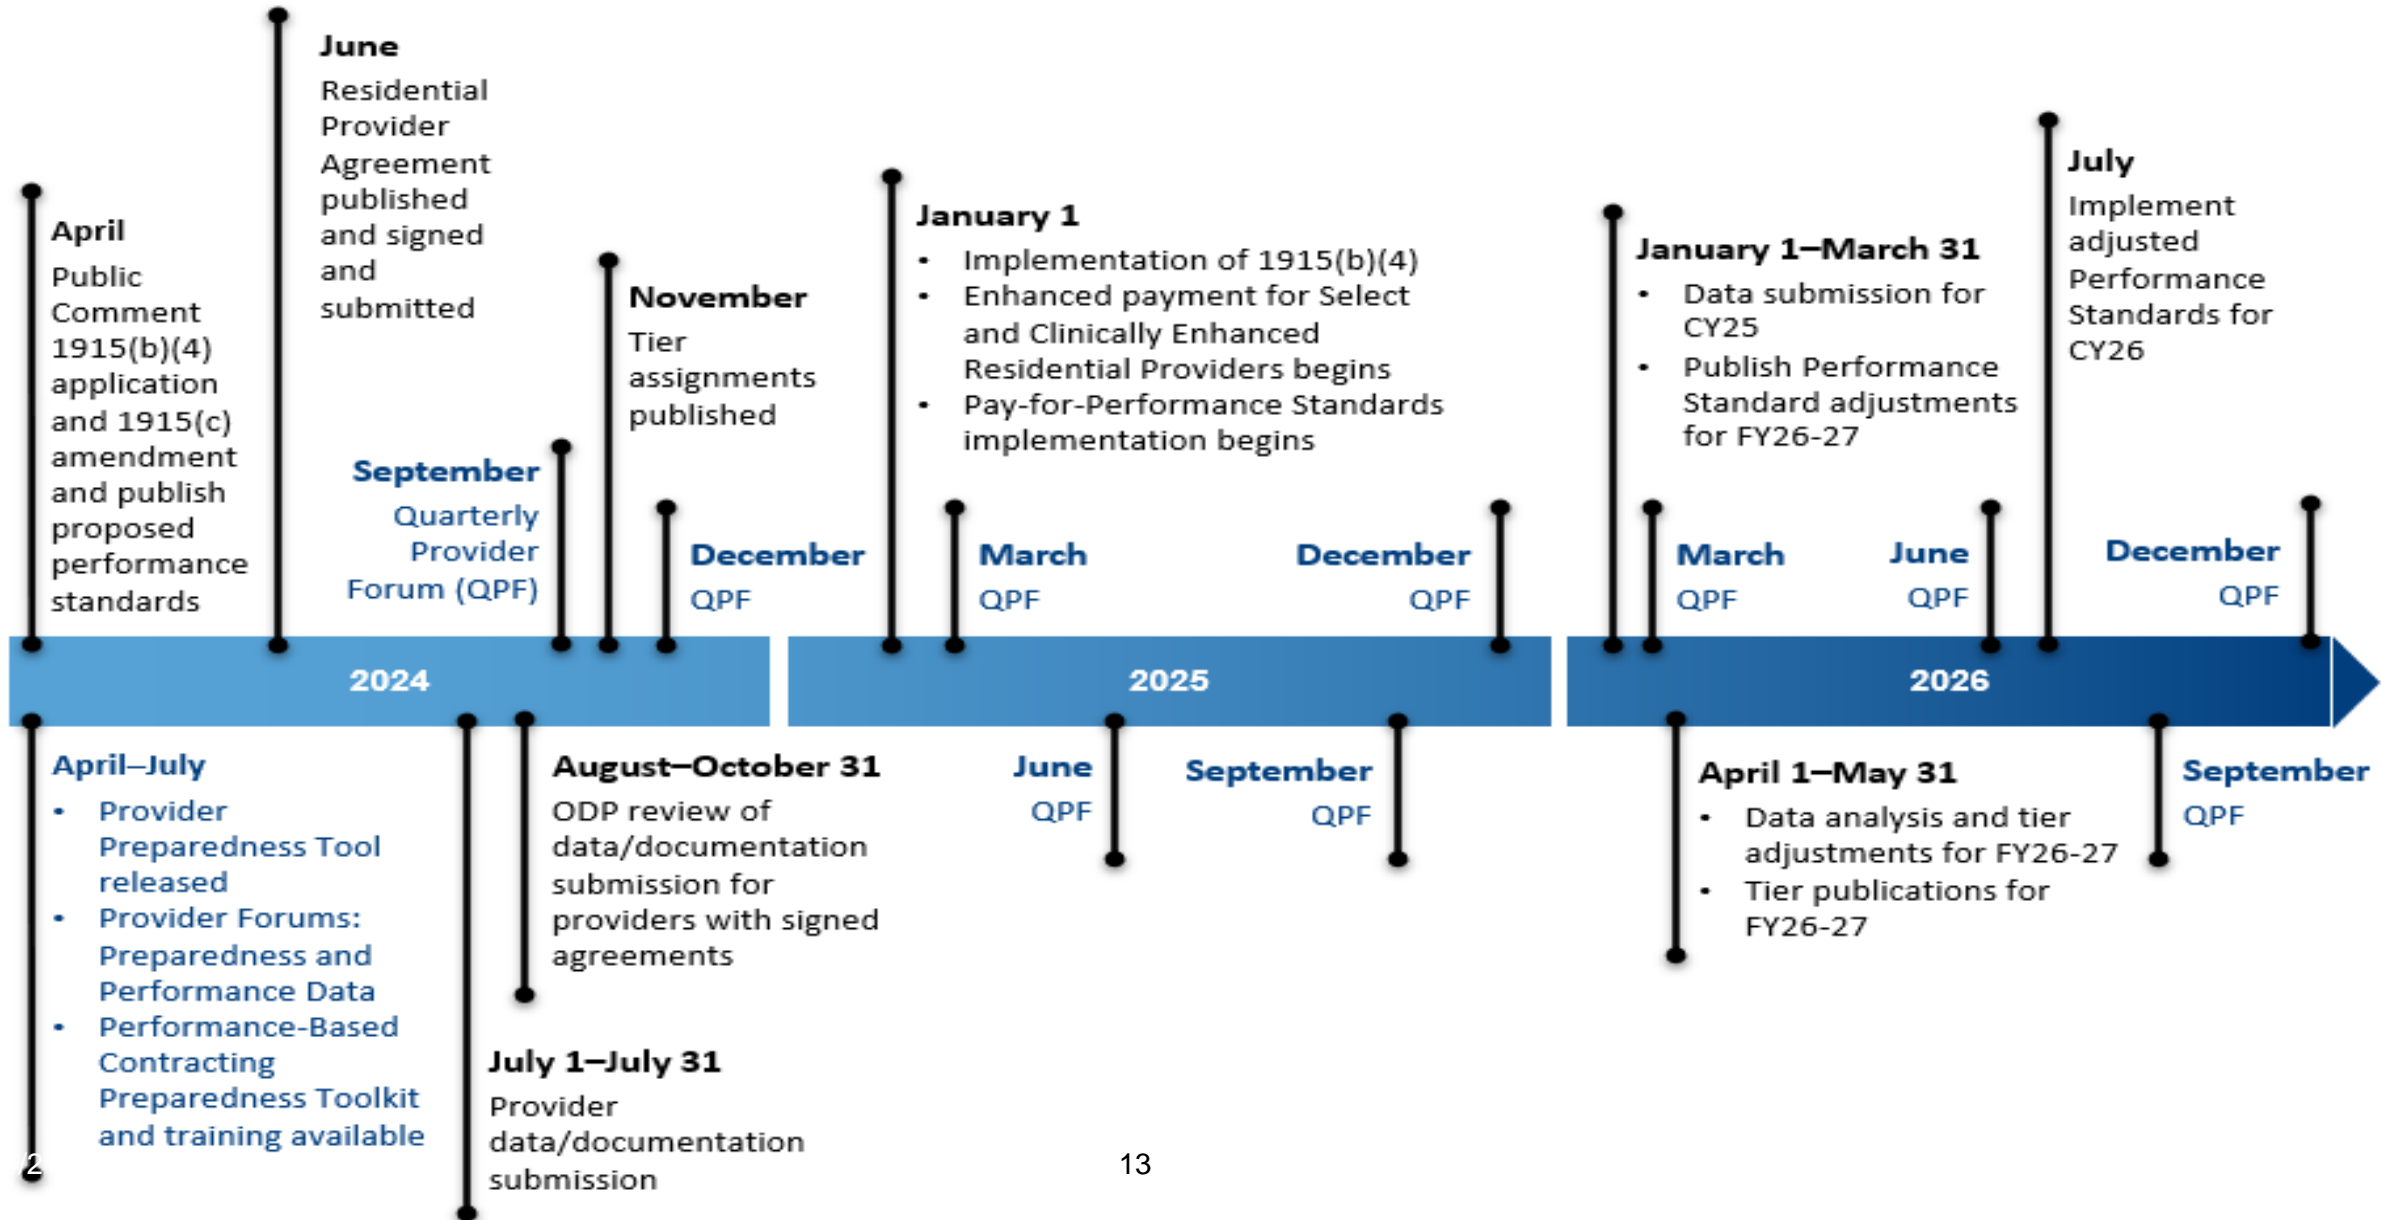 June
Residential
Provider
Agreement
published
and signed
and
submitted
April
Public
Comment
1915(b)(4)
application
and 1915(c)
amendment
and publish
proposed
performance
standards
September
Quarterly
Provider
Forum (QPF)
November
Tier
assignments
published
December
QPF
January 1
• Implementation of 1915(b)(4)
• Enhanced payment for Select
and Clinically Enhanced
Residential Providers begins
• Pay-for-Performance Standards
implementation begins
March
QPF
December
QPF
January 1–March 31
• Data submission for
CY25
• Publish Performance
Standard adjustments
for FY26-27
March
QPF
June
QPF
July
Implement
adjusted
Performance
Standards for
CY26
December
QPF
2024
2025
2026
April–July
• Provider
Preparedness Tool
released
• Provider Forums:
Preparedness and
Performance Data
• Performance-Based
Contracting
Preparedness Toolkit
and training available
August–October 31
ODP review of
data/documentation
submission for
providers with signed
agreements
July 1–July 31
Provider
data/documentation
submission
June
QPF
September
QPF
April 1–May 31
• Data analysis and tier
adjustments for FY26-27
• Tier publications for
FY26-27
September
QPF
13